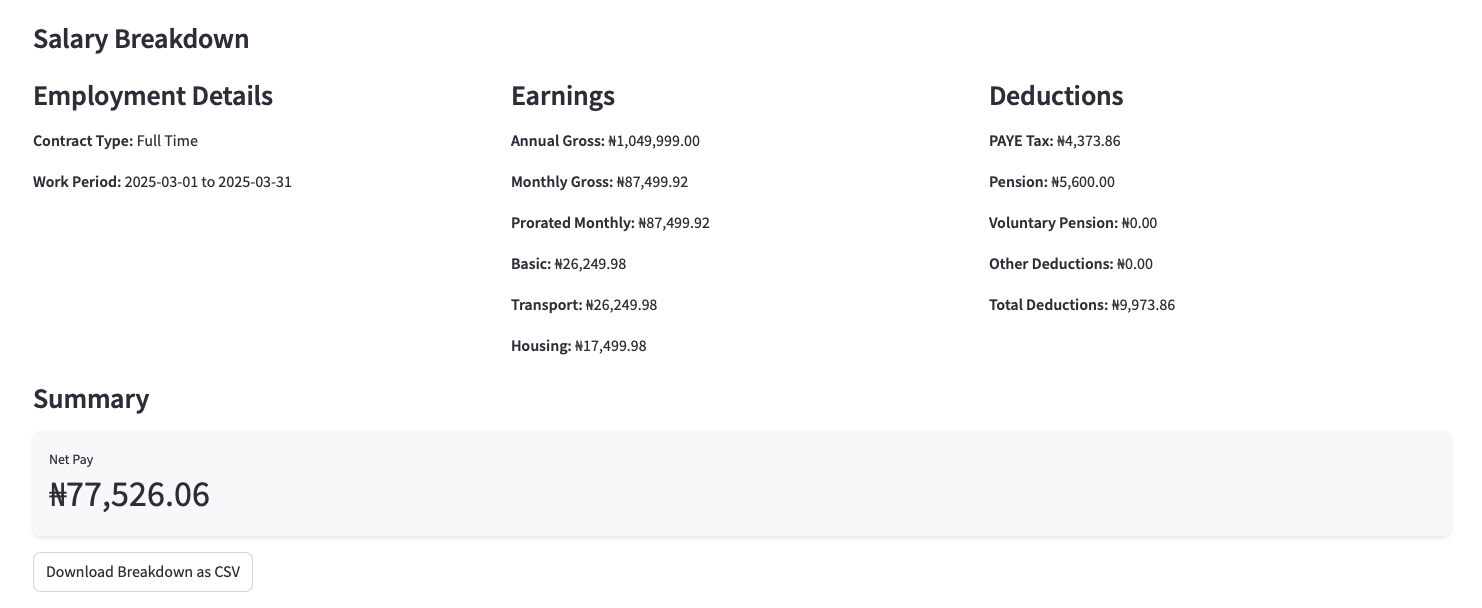 Salary Breakdown
Employment Details
Contract Type: Full Time
Work Period: 2025-03-01 to 2025-03-31
Earnings
Annual Gross: ₦1,049,999.00
Monthly Gross: ₦87,499.92
Prorated Monthly: ₦87,499.92
Basic: ₦26,249.98
Transport: ₦26,249.98
Housing: ₦17,499.98
Deductions
PAYE Tax: ₦4,373.86
Pension: ₦5,600.00
Voluntary Pension: ₦0.00
Other Deductions: ₦0.00
Total Deductions: ₦9,973.86
Summary
Net Pay
₦77,526.06
Download Breakdown as CSV